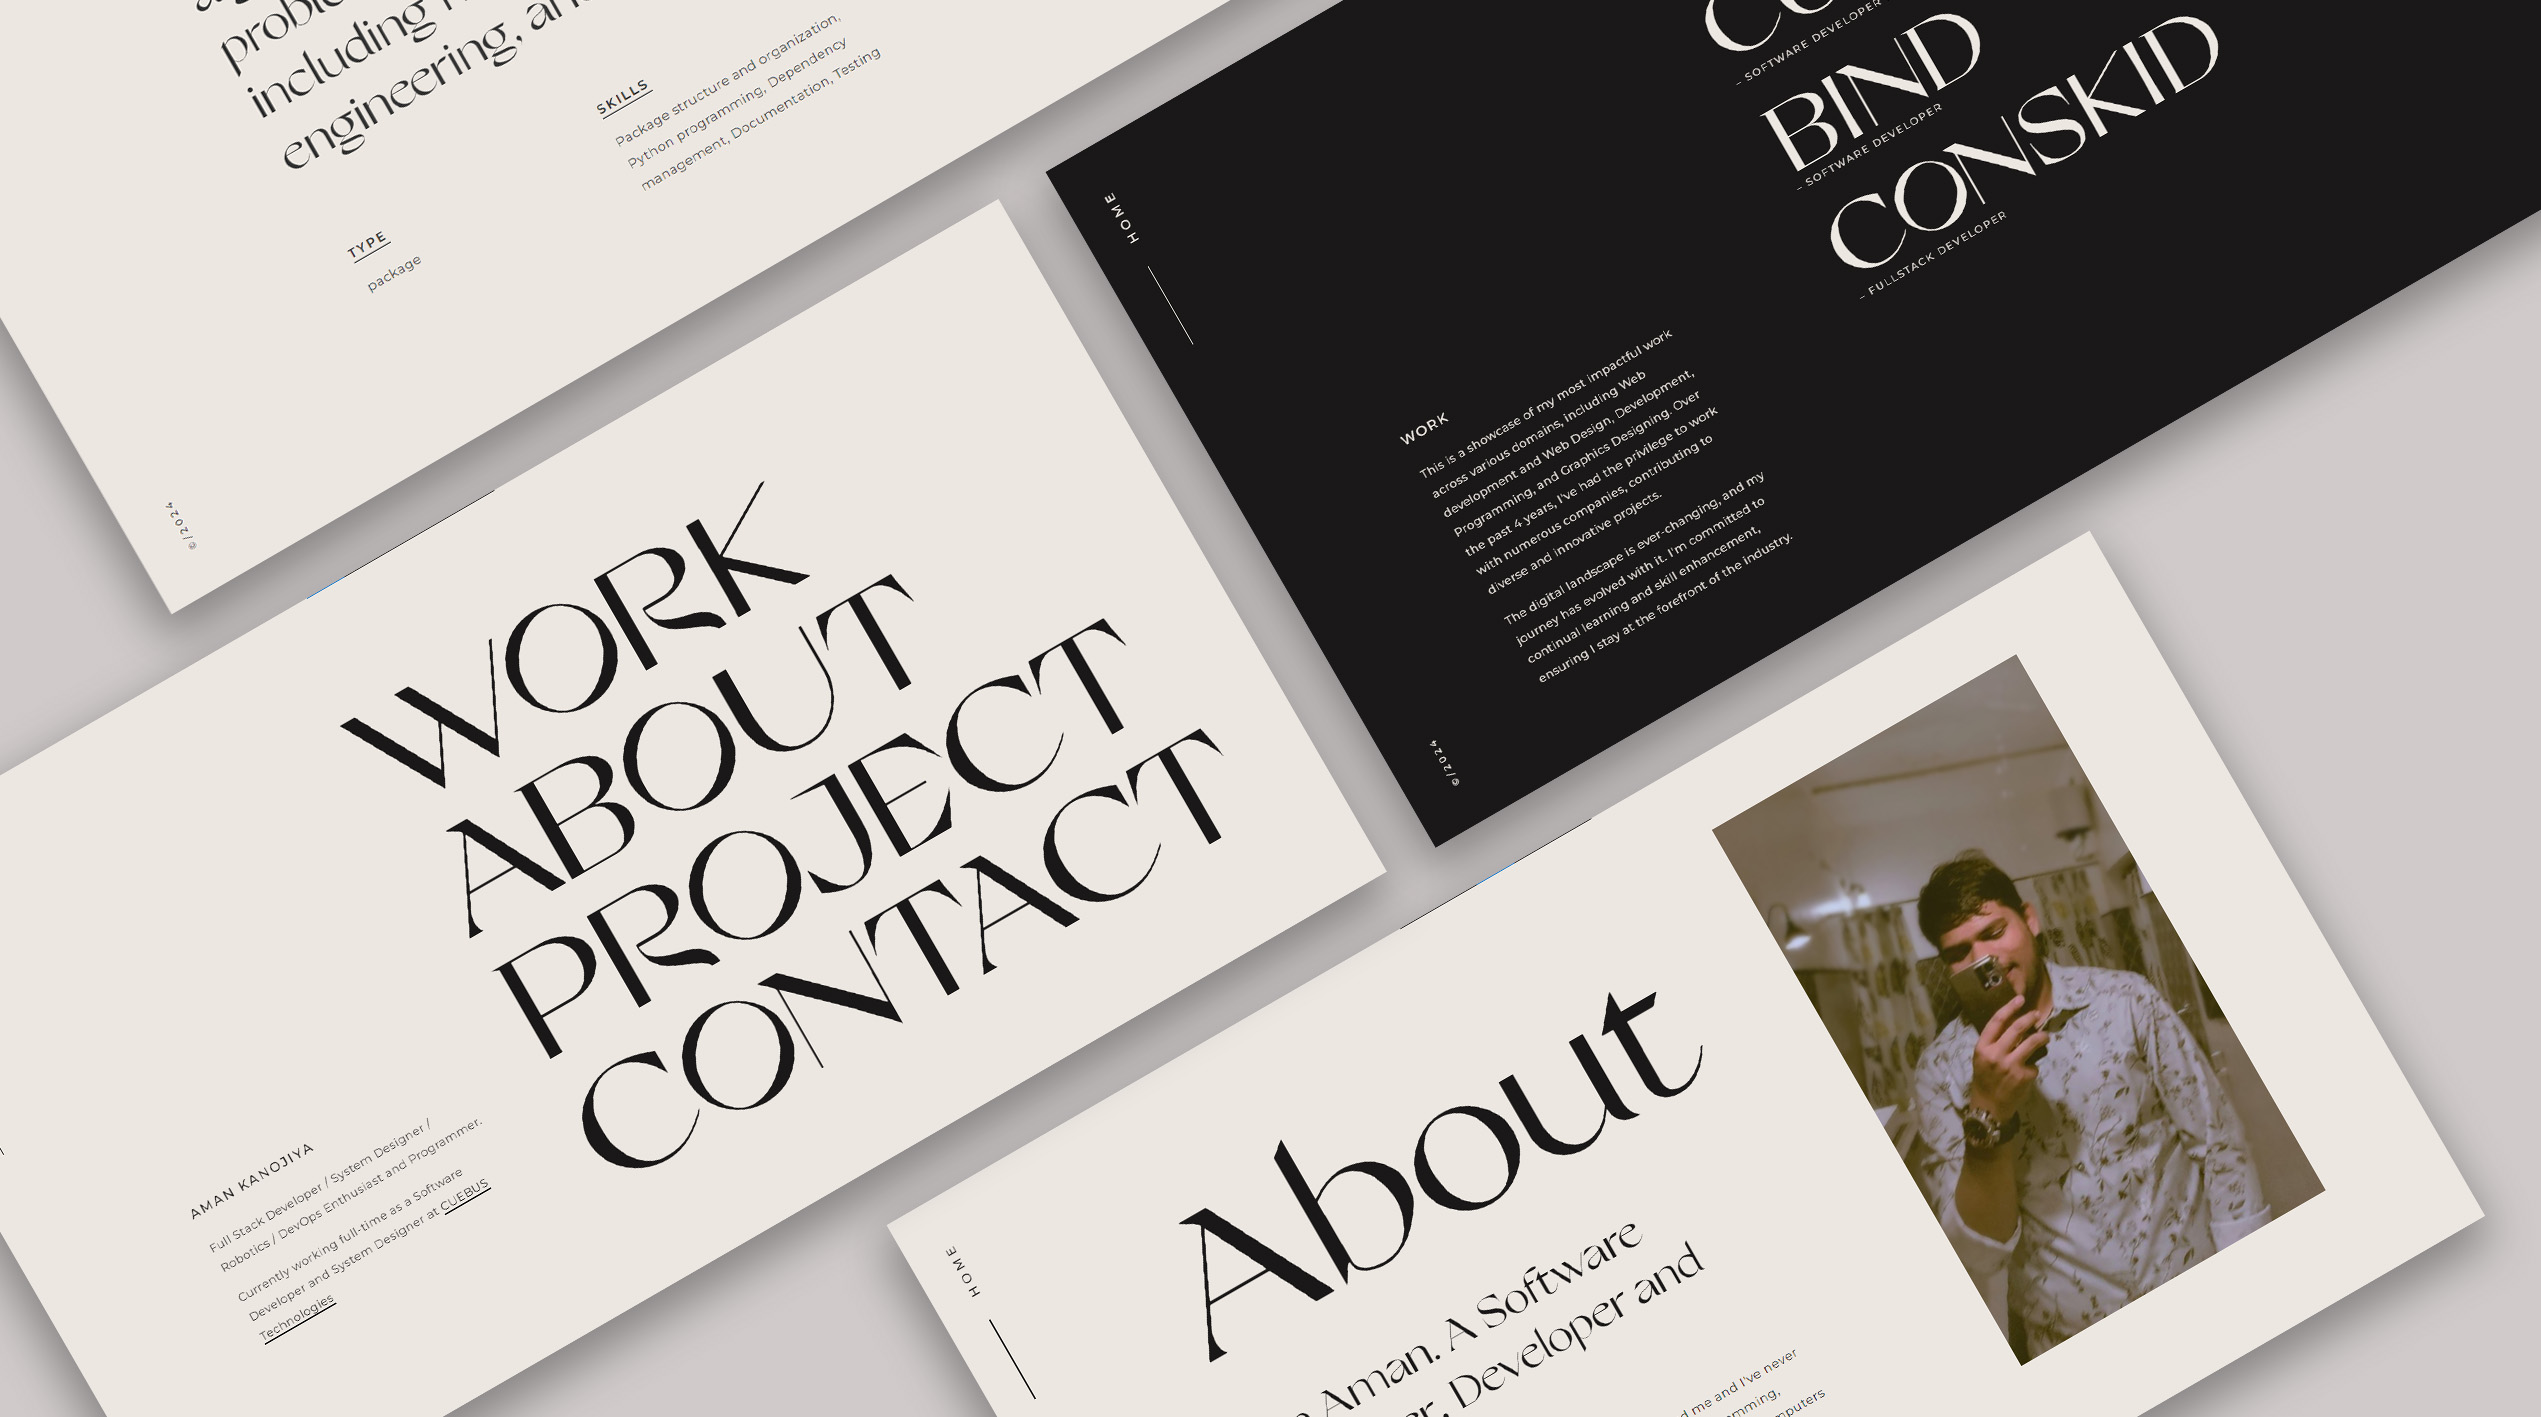 including
engineering, an
SKILLS
Package structure and organization,
Python programming, Dependency
management, Documentation, Testing
TYPE
package
©/2024
WORK
ABOUT
PROJECT
CONTACT
AMAN KANOJIYA
Full Stack Developer / System Designer /
Robotics / DevOps Enthusiast and Programmer.
Currently working full-time as a Software
Developer and System Designer at CUEBUS
Technologies
HOME
– SOFTWARE DEVELOPER
BIND
– SOFTWARE DEVELOPER
CONSKID
– FULLSTACK DEVELOPER
WORK
This is a showcase of my most impactful work
across various domains, including Web
development and Web Design, Development,
Programming, and Graphics Designing. Over
the past 4 years, I've had the privilege to work
with numerous companies, contributing to
diverse and innovative projects.
The digital landscape is ever-changing, and my
journey has evolved with it. I'm committed to
continual learning and skill enhancement,
ensuring I stay at the forefront of the industry.
©/2024
HOME
About
Aman. A Software
Developer and
me and I've never